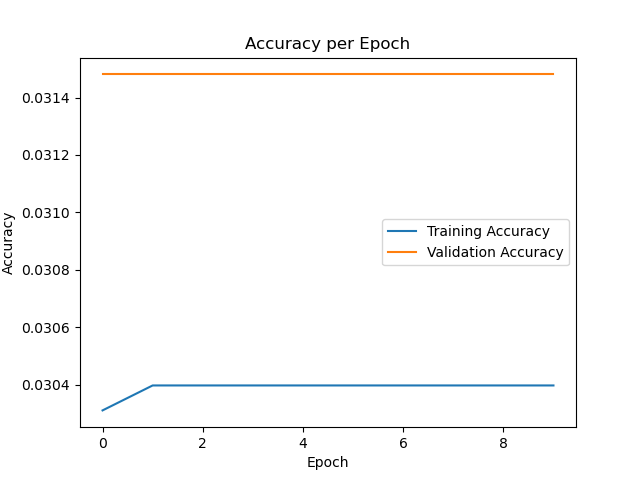 Accuracy per Epoch
Accuracy
0.0314
0.0312
0.0310
0.0308
0.0306
0.0304
Training Accuracy
Validation Accuracy
0 2 4 6 8
Epoch